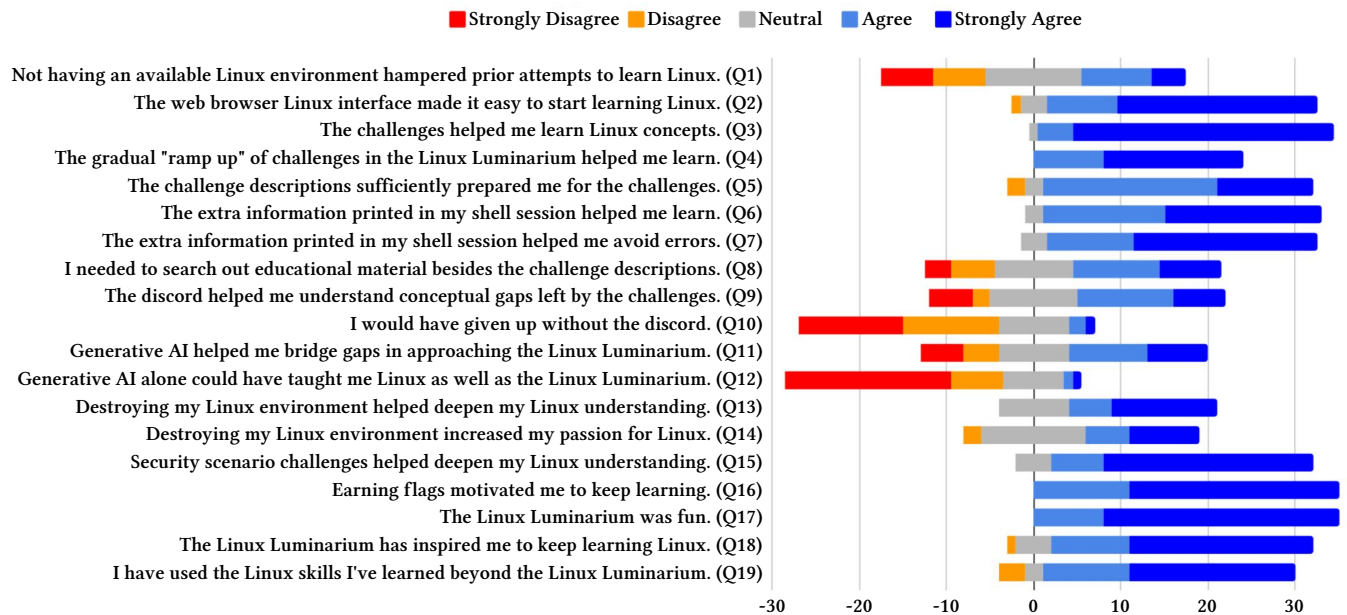 Strongly Disagree Disagree Neutral Agree Strongly Agree
Not having an available Linux environment hampered prior attempts to learn Linux. (Q1)
The web browser Linux interface made it easy to start learning Linux. (Q2)
The challenges helped me learn Linux concepts. (Q3)
The gradual "ramp up" of challenges in the Linux Luminarium helped me learn. (Q4)
The challenge descriptions sufficiently prepared me for the challenges. (Q5)
The extra information printed in my shell session helped me learn. (Q6)
The extra information printed in my shell session helped me avoid errors. (Q7)
I needed to search out educational material besides the challenge descriptions. (Q8)
The discord helped me understand conceptual gaps left by the challenges. (Q9)
I would have given up without the discord. (Q10)
Generative AI helped me bridge gaps in approaching the Linux Luminarium. (Q11)
Generative AI alone could have taught me Linux as well as the Linux Luminarium. (Q12)
Destroying my Linux environment helped deepen my Linux understanding. (Q13)
Destroying my Linux environment increased my passion for Linux. (Q14)
Security scenario challenges helped deepen my Linux understanding. (Q15)
Earning flags motivated me to keep learning. (Q16)
The Linux Luminarium was fun. (Q17)
The Linux Luminarium has inspired me to keep learning Linux. (Q18)
I have used the Linux skills I've learned beyond the Linux Luminarium. (Q19)
-30 -20 -10 0 10 20 30